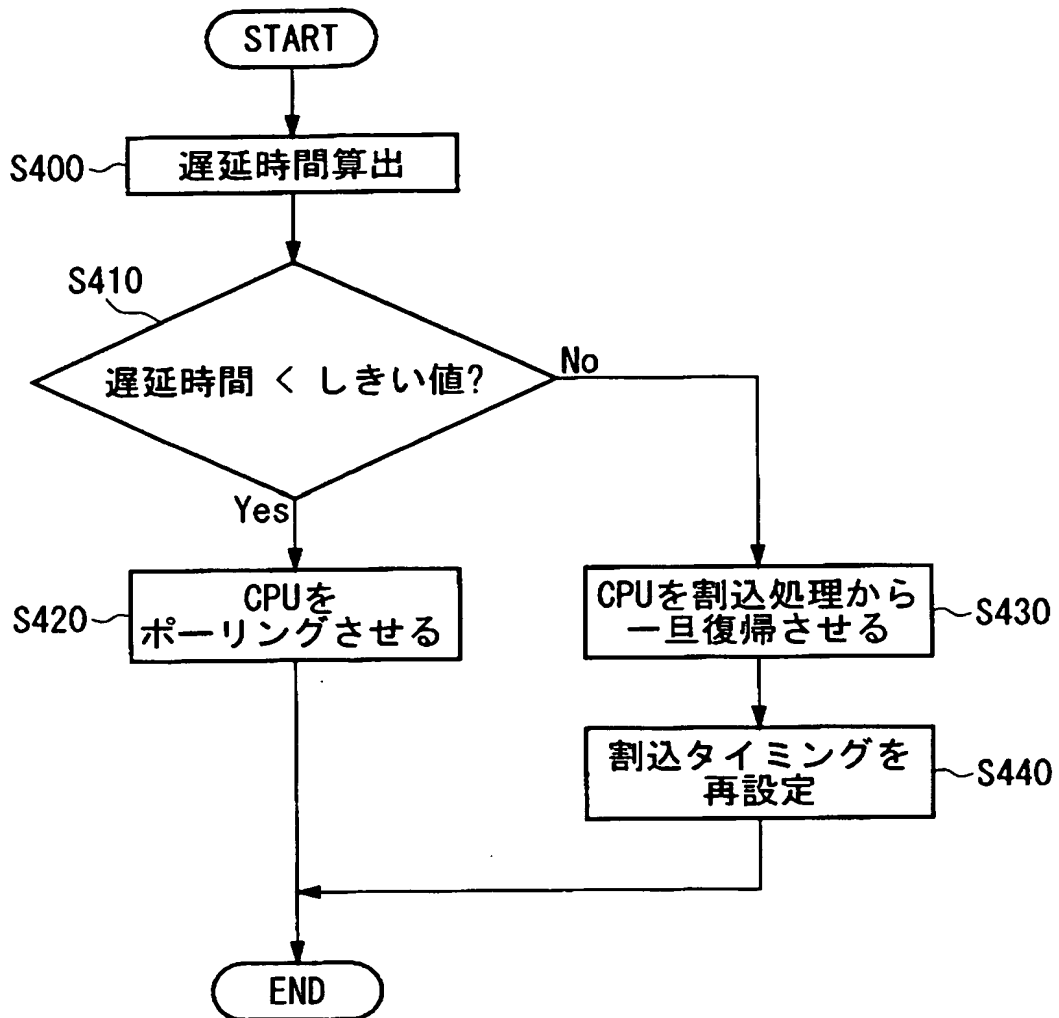 START
S400
遅延時間算出
S410
遅延時間 < しきい値?
No
Yes
S420
CPUを
ポーリングさせる
CPUを割込処理から
一旦復帰させる
S430
割込タイミングを
再設定
S440
END